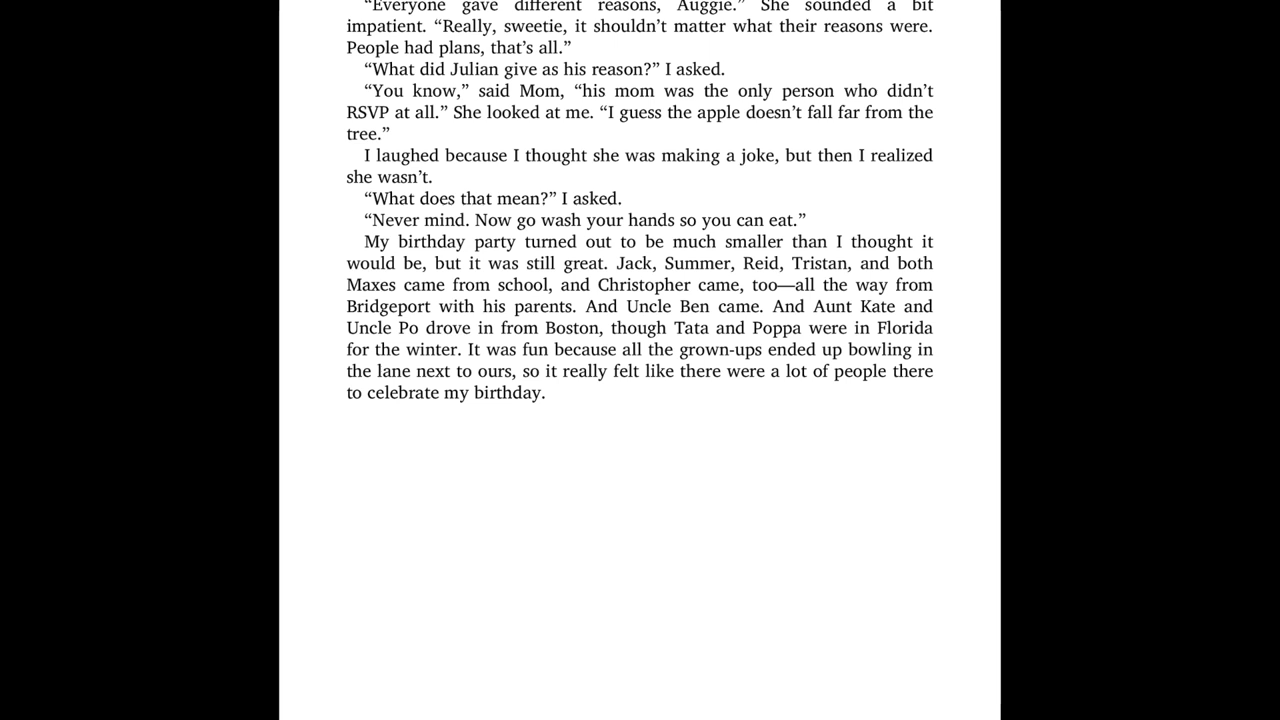 “Everyone gave different reasons, Auggie.” She sounded a bit
impatient. “Really, sweetie, it shouldn’t matter what their reasons were.
People had plans, that’s all.”
“What did Julian give as his reason?” I asked.
“You know,” said Mom, “his mom was the only person who didn’t
RSVP at all.” She looked at me. “I guess the apple doesn’t fall far from the
tree.”
I laughed because I thought she was making a joke, but then I realized
she wasn’t.
“What does that mean?” I asked.
“Never mind. Now go wash your hands so you can eat.”
My birthday party turned out to be much smaller than I thought it
would be, but it was still great. Jack, Summer, Reid, Tristan, and both
Maxes came from school, and Christopher came, too—all the way from
Bridgeport with his parents. And Uncle Ben came. And Aunt Kate and
Uncle Po drove in from Boston, though Tata and Poppa were in Florida
for the winter. It was fun because all the grown-ups ended up bowling in
the lane next to ours, so it really felt like there were a lot of people there
to celebrate my birthday.